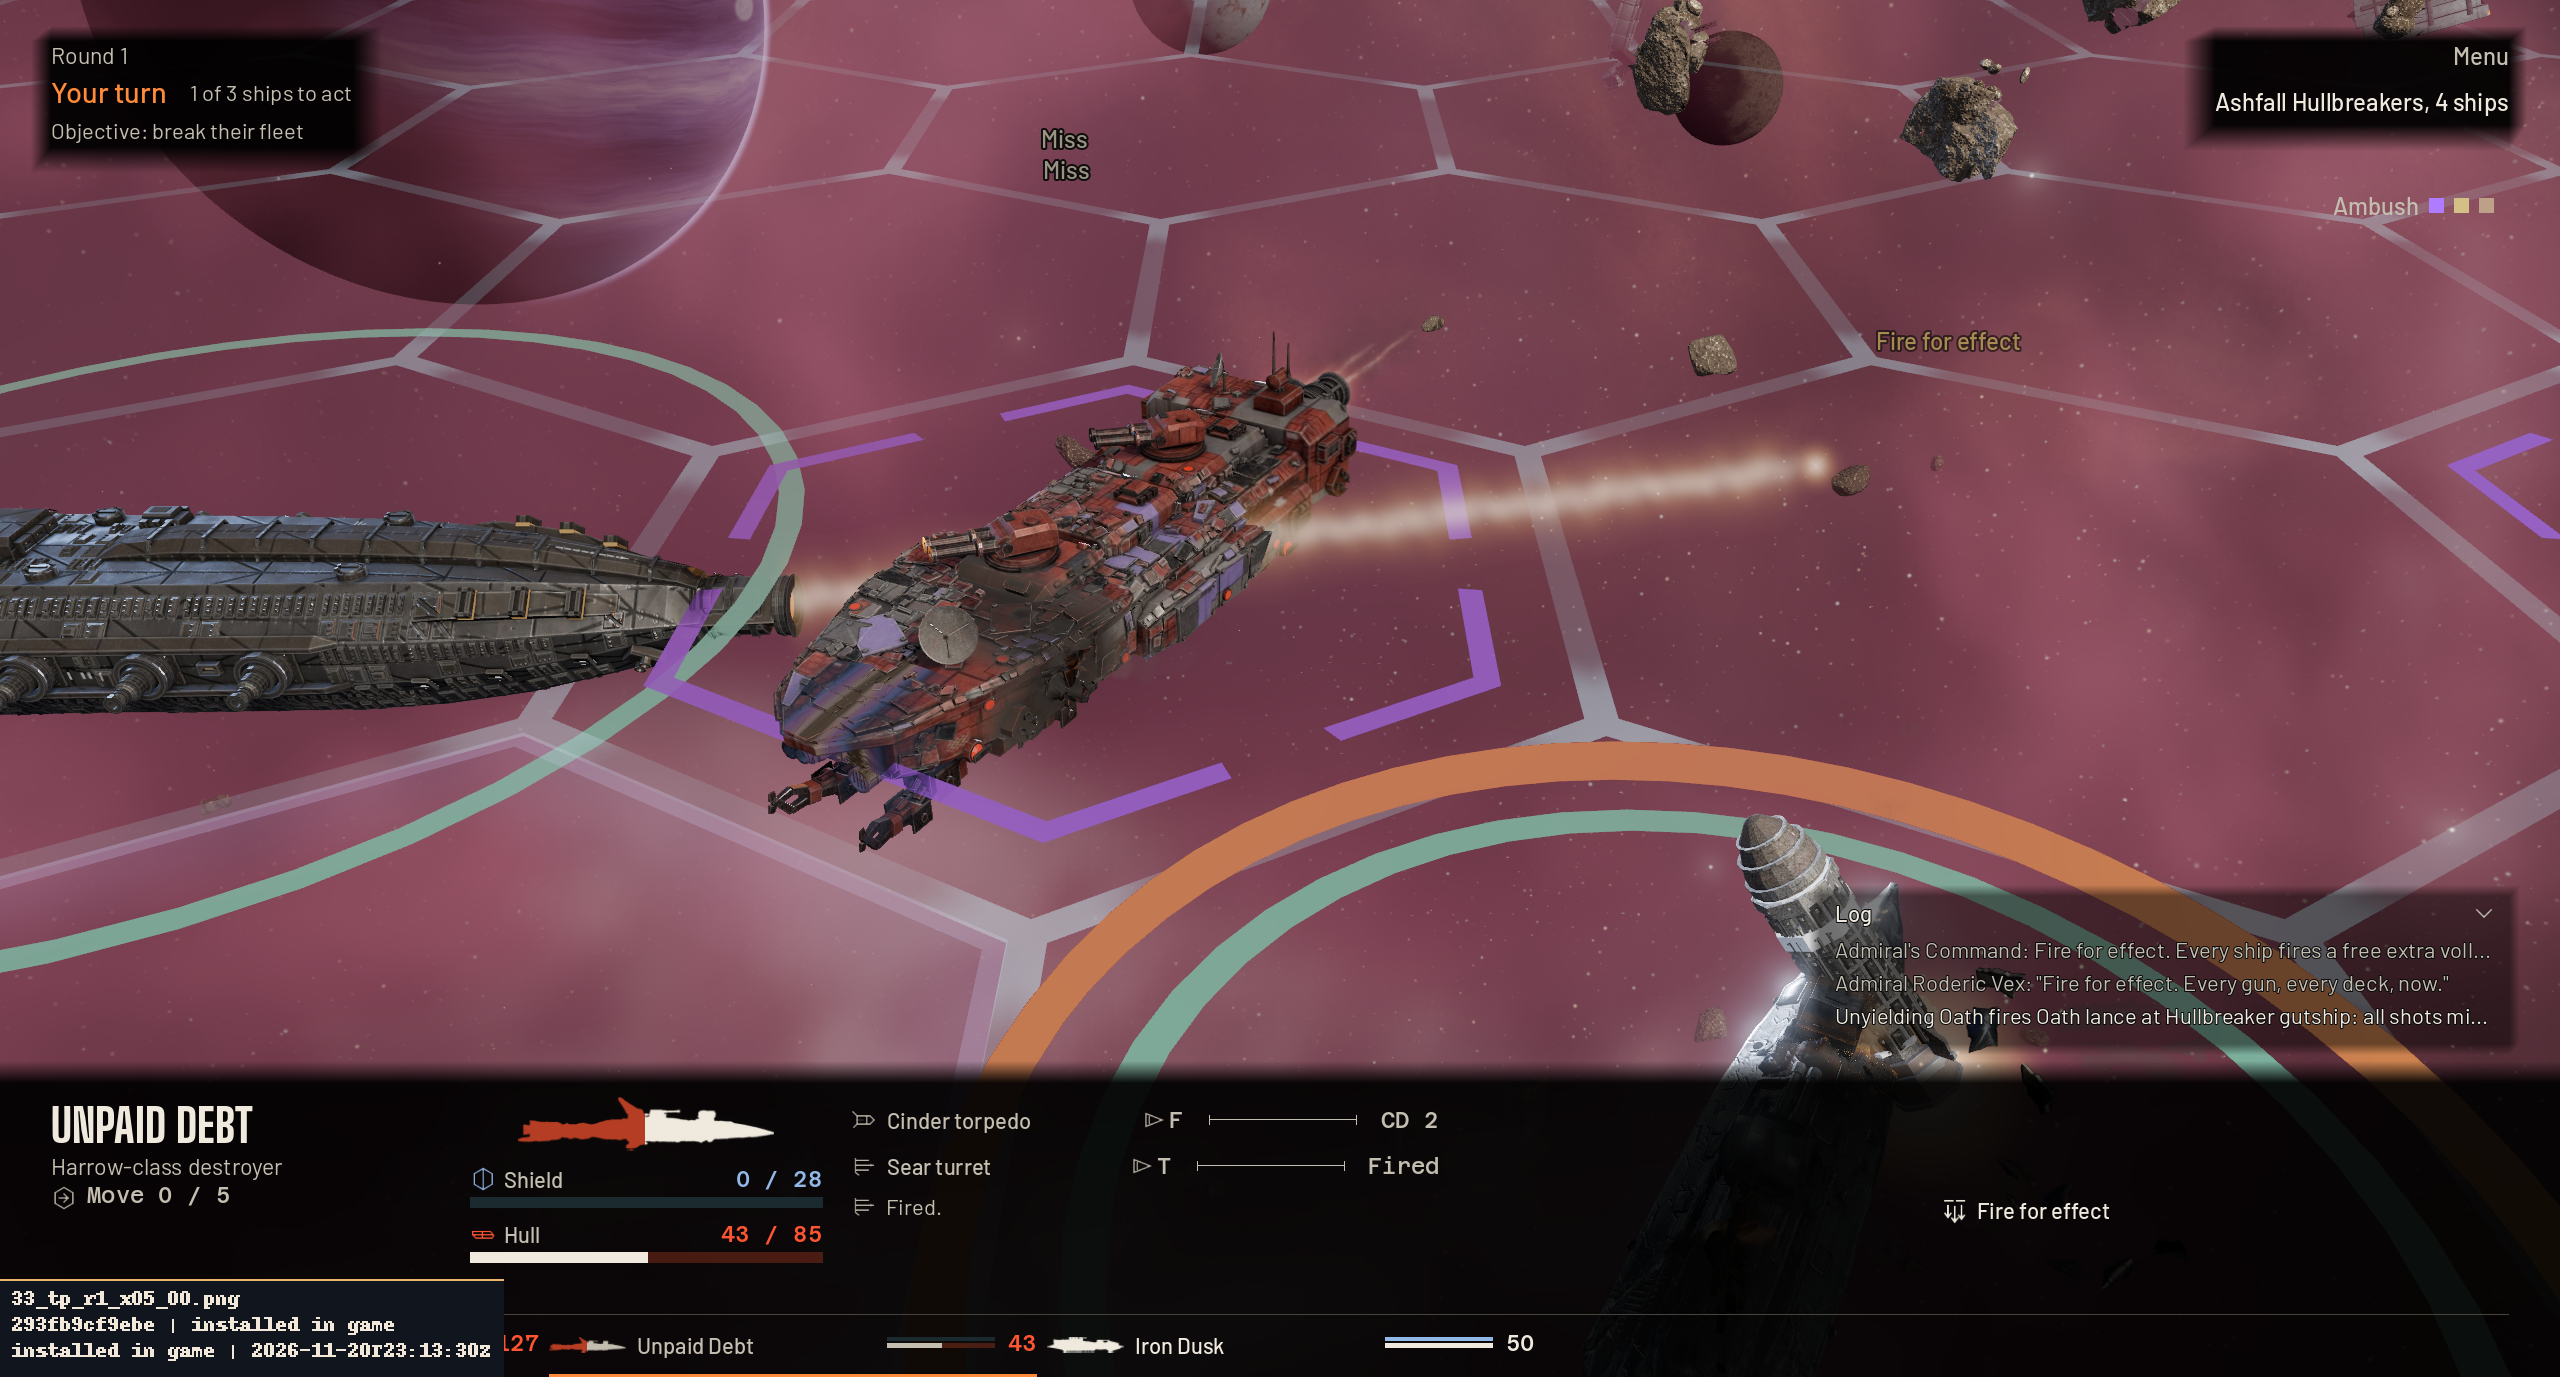 Round 1
Your turn 1 of 3 ships to act
Objective: break their fleet
Menu
Ashfall Hullbreakers, 4 ships
Ambush
Miss
Miss
Fire for effect
Log
Admiral's Command: Fire for effect. Every ship fires a free extra voll...
Admiral Roderic Vex: "Fire for effect. Every gun, every deck, now."
Unyielding Oath fires Oath lance at Hullbreaker gutship: all shots mi...
UNPAID DEBT
Harrow-class destroyer
Move 0 / 5
Shield 0 / 28
Hull 43 / 85
Cinder torpedo F CD 2
Sear turret T Fired
Fired.
Fire for effect
33_tp_r1_x05_00.png
293fb9cf9ebe | installed in game
installed in game | 2026-11-20T23:13:30Z
127 Unpaid Debt 43 Iron Dusk 50